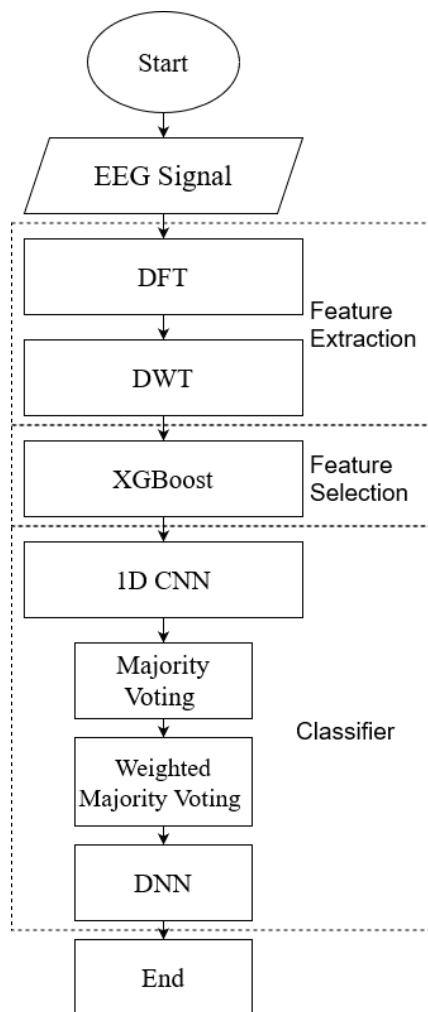 Start
EEG Signal
DFT
Feature
Extraction
DWT
XGBoost
Feature
Selection
1D CNN
Majority
Voting
Classifier
Weighted
Majority Voting
DNN
End